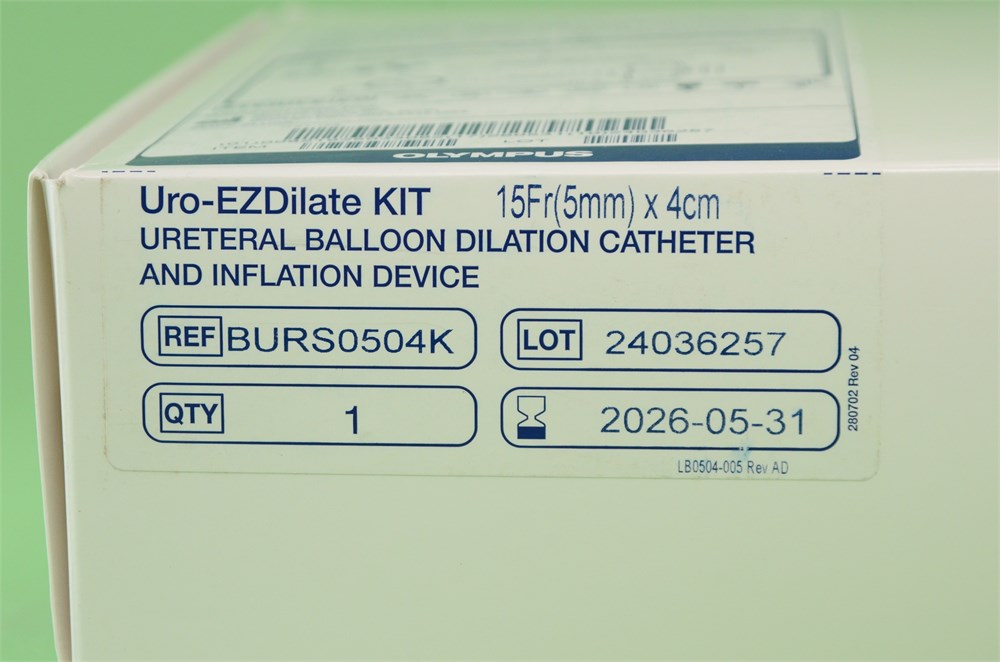 OLYMPUS
Uro-EZDilate KIT 15Fr(5mm) x 4cm
URETERAL BALLOON DILATION CATHETER
AND INFLATION DEVICE
REF BURS0504K LOT 24036257
QTY 1 2026-05-31
280702 Rev 04
LB0504-005 Rev AD